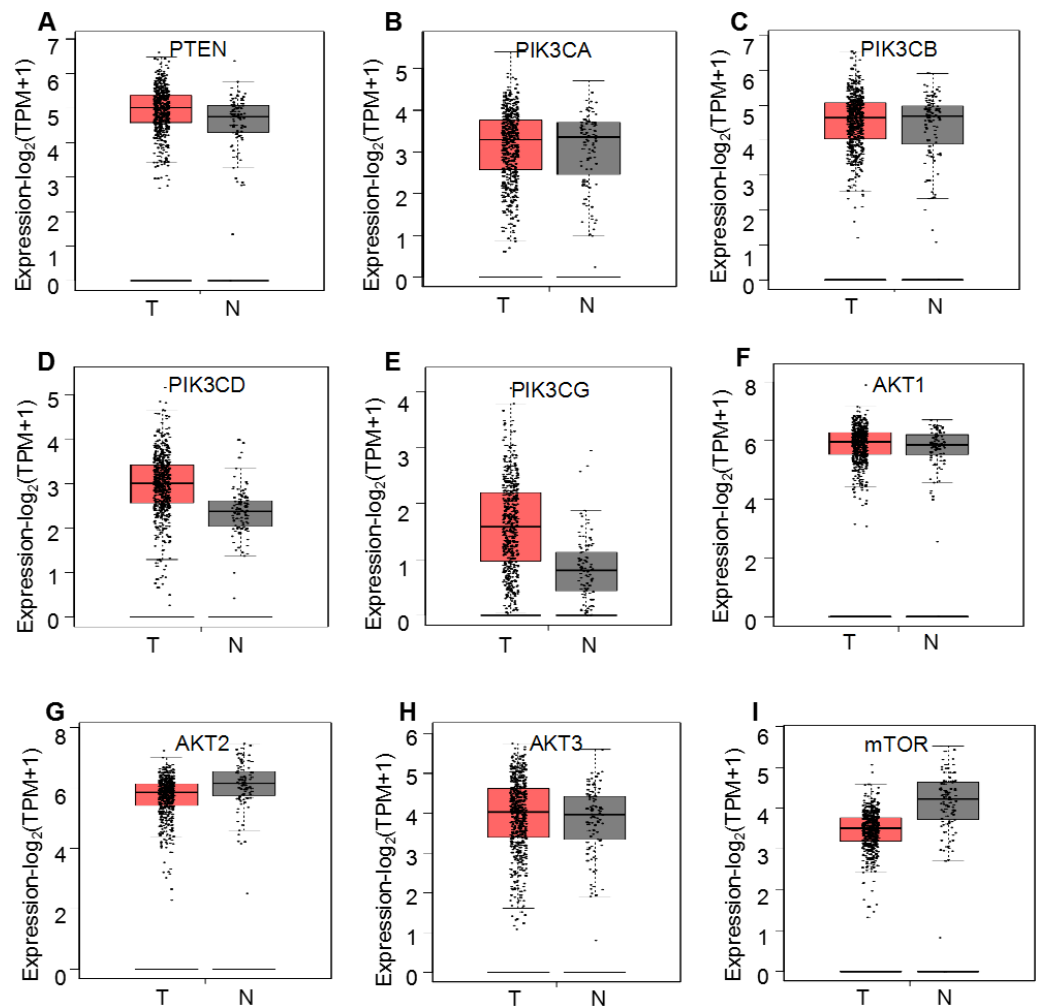 A
PTEN
Expression-log₂(TPM+1)
7
6
5
4
3
2
1
0
T N
B
PIK3CA
Expression-log₂(TPM+1)
5
4
3
2
1
0
T N
C
PIK3CB
Expression-log₂(TPM+1)
7
6
5
4
3
2
1
0
T N
D
PIK3CD
Expression-log₂(TPM+1)
5
4
3
2
1
0
T N
E
PIK3CG
Expression-log₂(TPM+1)
4
3
2
1
0
T N
F
AKT1
Expression-log₂(TPM+1)
8
6
4
2
0
T N
G
AKT2
Expression-log₂(TPM+1)
8
6
4
2
0
T N
H
AKT3
Expression-log₂(TPM+1)
6
5
4
3
2
1
0
T N
I
mTOR
Expression-log₂(TPM+1)
6
5
4
3
2
1
0
T N